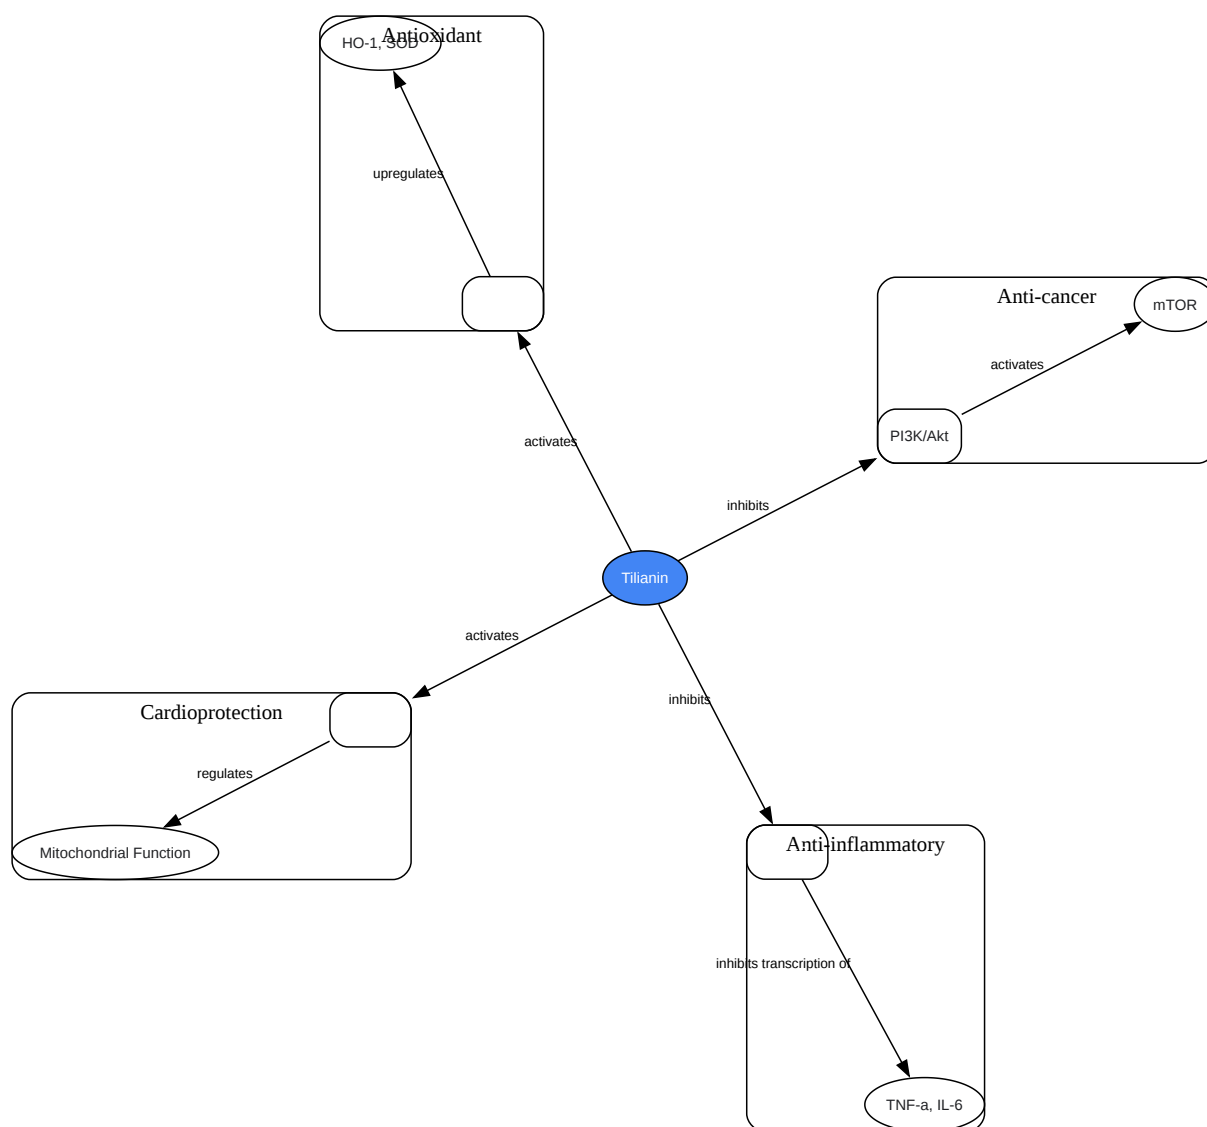 Antioxidant
HO-1, SOD
upregulates
Anti-cancer
mTOR
activates
PI3K/Akt
activates
inhibits
Tilianin
activates
inhibits
Cardioprotection
regulates
Mitochondrial Function
Anti-inflammatory
inhibits transcription of
TNF-a, IL-6